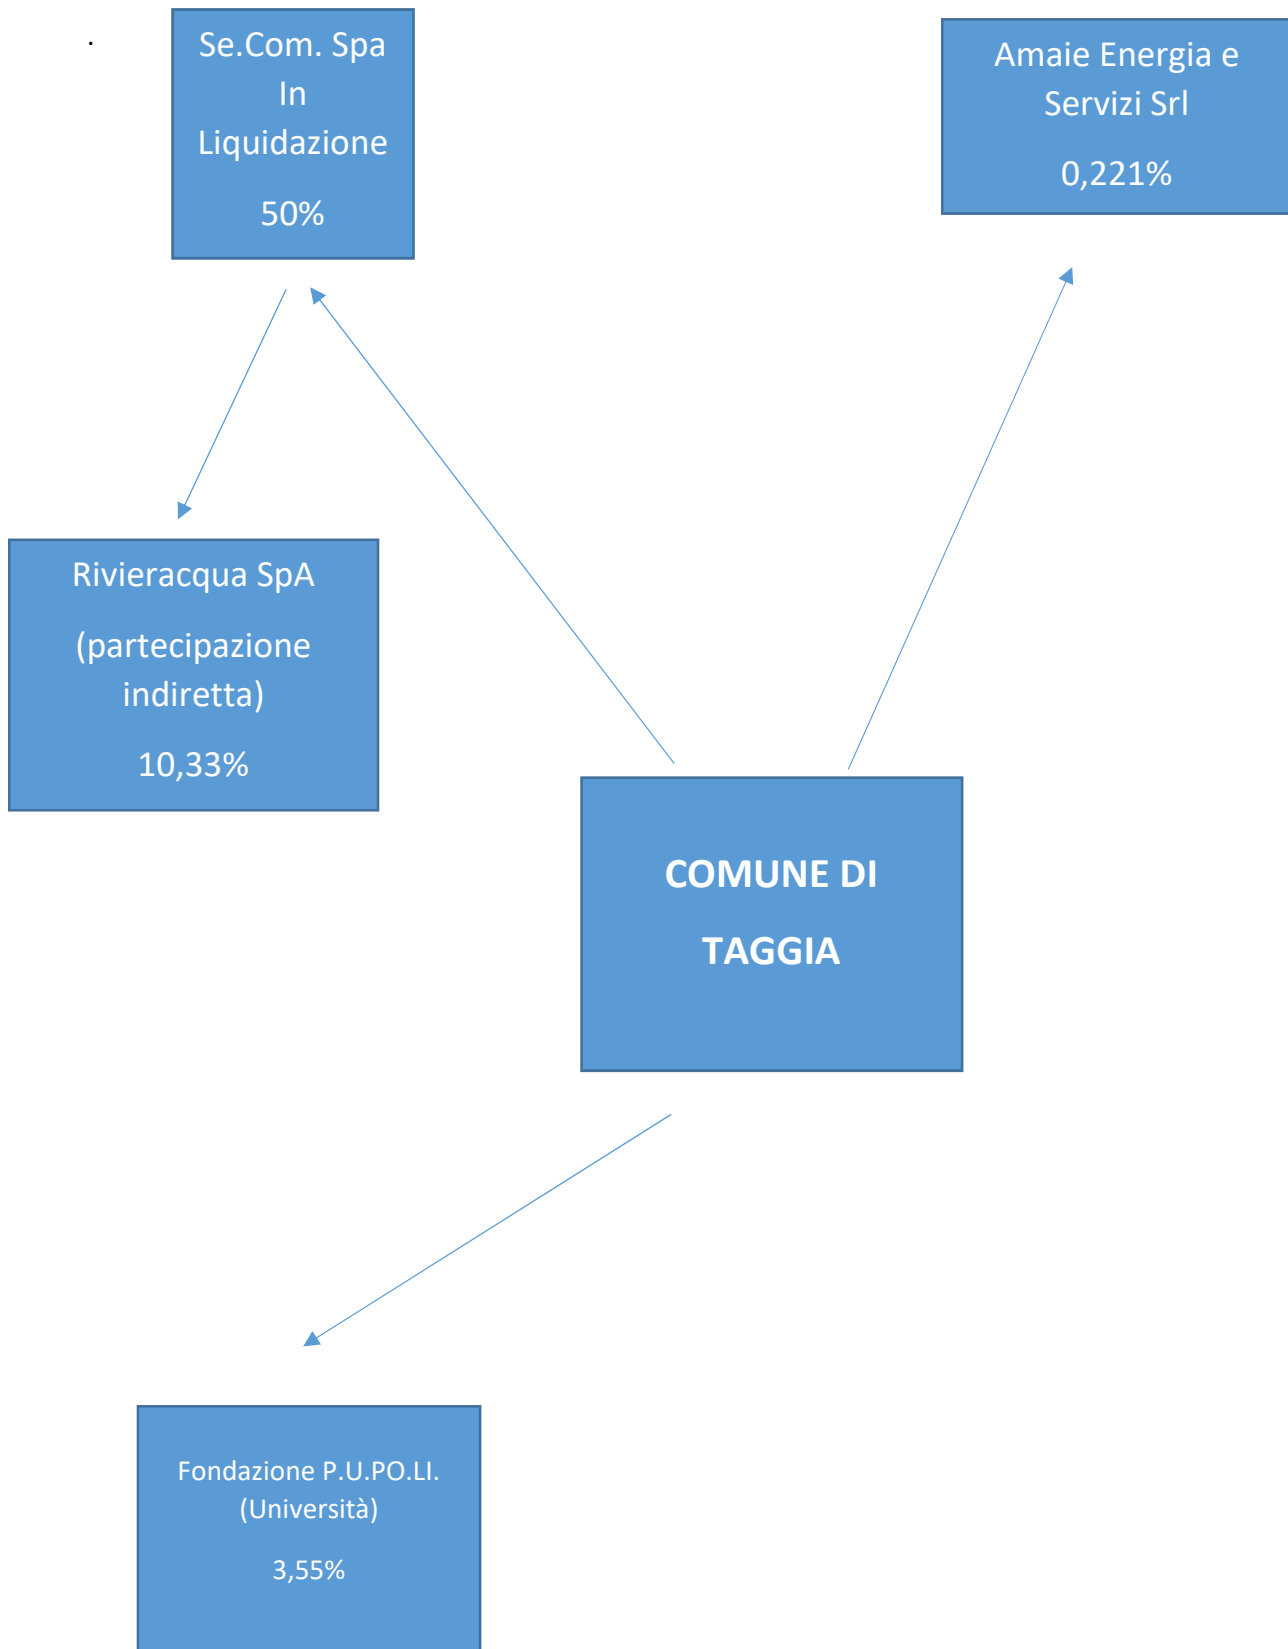 .
Se.Com. Spa
In
Liquidazione
50%
Amaie Energia e
Servizi Srl
0,221%
Rivieracqua SpA
(partecipazione
indiretta)
10,33%
COMUNE DI
TAGGIA
Fondazione P.U.PO.LI.
(Università)
3,55%